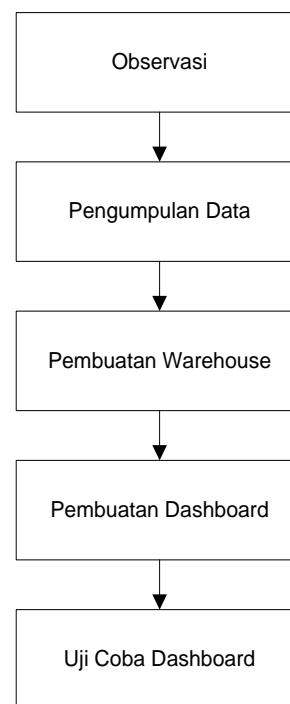 Observasi
Pengumpulan Data
Pembuatan Warehouse
Pembuatan Dashboard
Uji Coba Dashboard